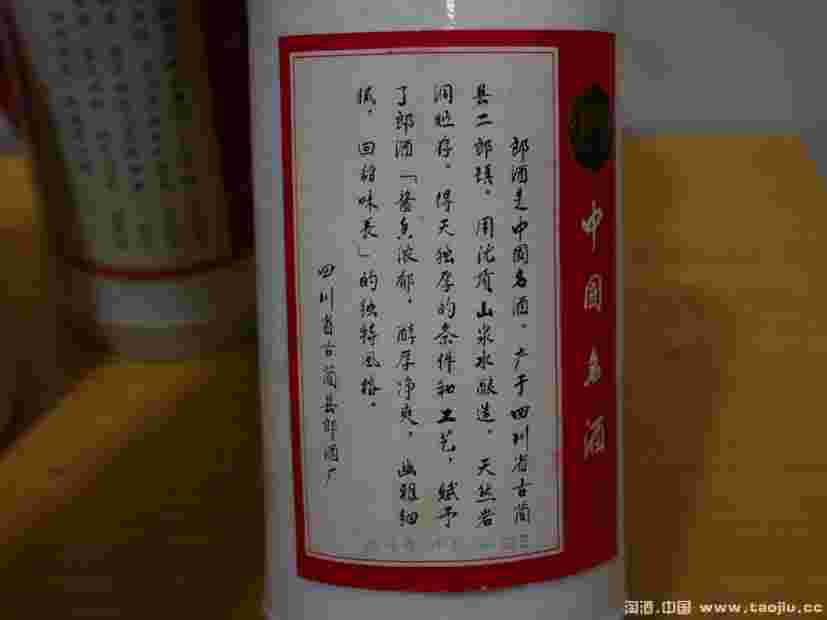 中国名酒
郎酒是中国名酒。产于四川省古蔺
县二郎镇。用沈页山泉水酿造。天然岩
洞贮存。得天独厚的条件和工艺，赋予
了郎酒「酱香浓郁，醇厚净爽，幽雅细
腻，回甜味长」的独特风格。
四川省古蔺县郎酒厂
淘酒.中国 www.taojiu.cc